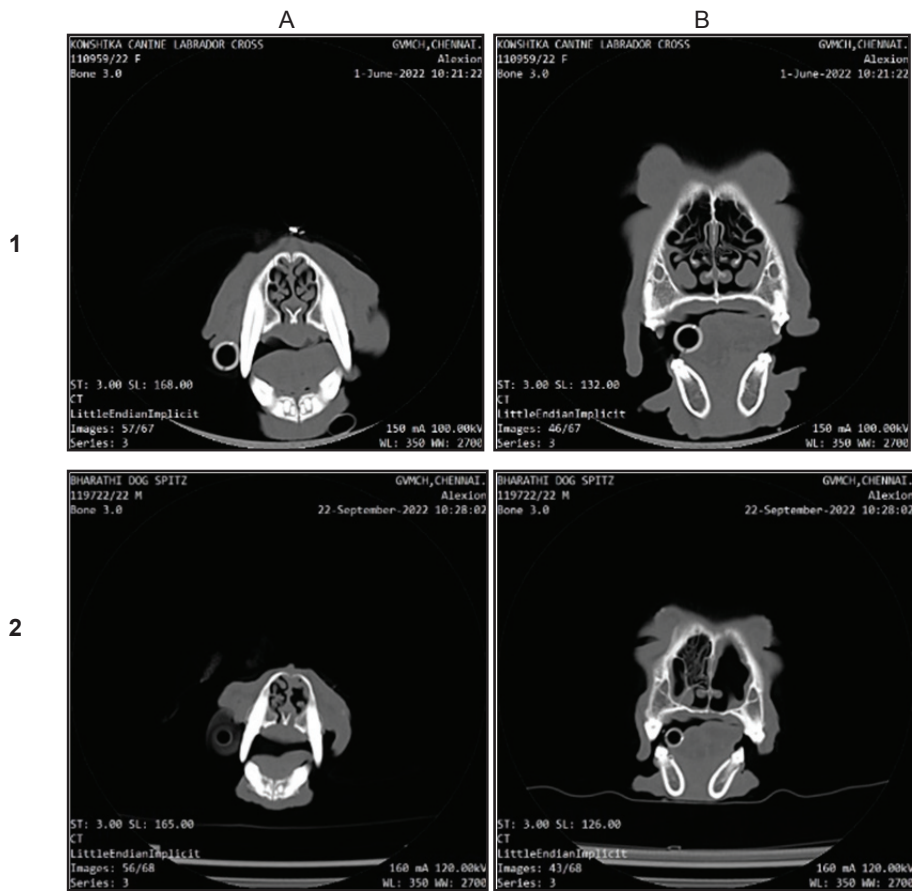 A B
1
KOWSHIKA CANINE LABRADOR CROSS GVMCH,CHENNAI.
110959/22 F Alexion
Bone 3.0 1-June-2022 10:21:22
ST: 3.00 SL: 168.00
CT
LittleEndianImplicit
Images: 57/67 150 mA 100.00kV
Series: 3 WL: 350 WW: 2700
KOWSHIKA CANINE LABRADOR CROSS GVMCH,CHENNAI.
110959/22 F Alexion
Bone 3.0 1-June-2022 10:21:22
ST: 3.00 SL: 132.00
CT
LittleEndianImplicit
Images: 46/67 150 mA 100.00kV
Series: 3 WL: 350 WW: 2700
2
BHARATHI DOG SPITZ GVMCH,CHENNAI.
119722/22 M Alexion
Bone 3.0 22-September-2022 10:28:02
ST: 3.00 SL: 165.00
CT
LittleEndianImplicit
Images: 56/68 160 mA 120.00kV
Series: 3 WL: 350 WW: 2700
BHARATHI DOG SPITZ GVMCH,CHENNAI.
119722/22 M Alexion
Bone 3.0 22-September-2022 10:28:02
ST: 3.00 SL: 126.00
CT
LittleEndianImplicit
Images: 43/68 160 mA 120.00kV
Series: 3 WL: 350 WW: 2700